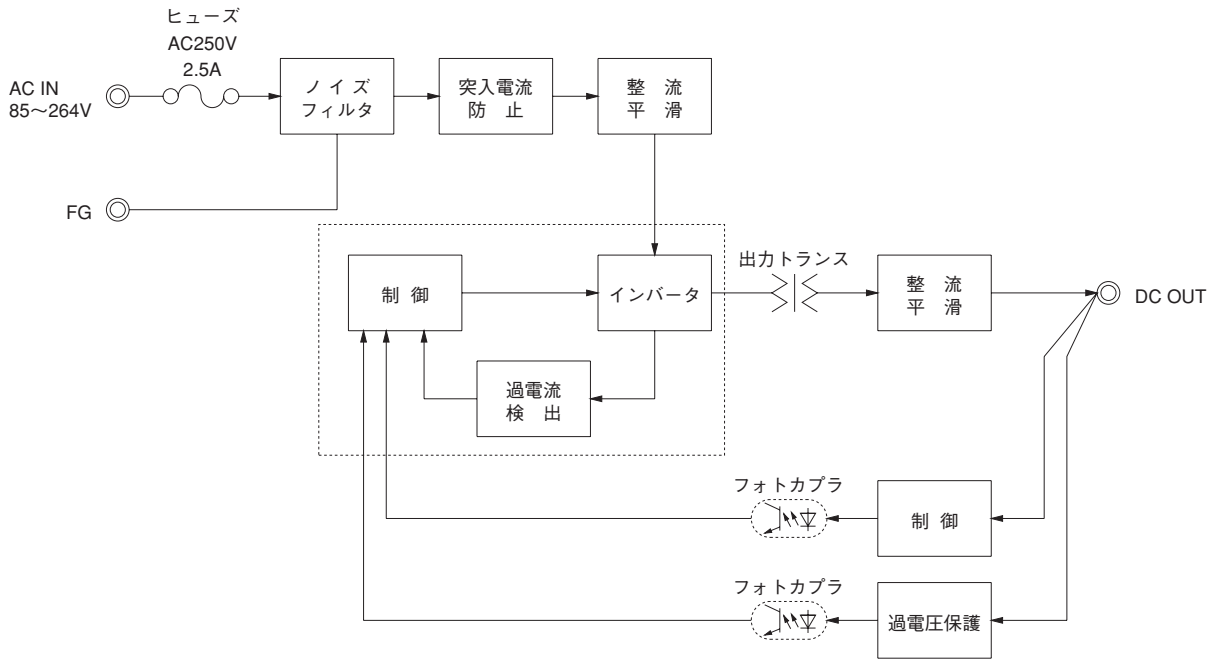 ヒューズ
AC250V
2.5A
AC IN
85～264V
ノイズ
フィルタ
突入電流
防止
整流
平滑
FG
制御
インバータ
出力トランス
整流
平滑
DC OUT
過電流
検出
フォトカプラ
制御
フォトカプラ
過電圧保護